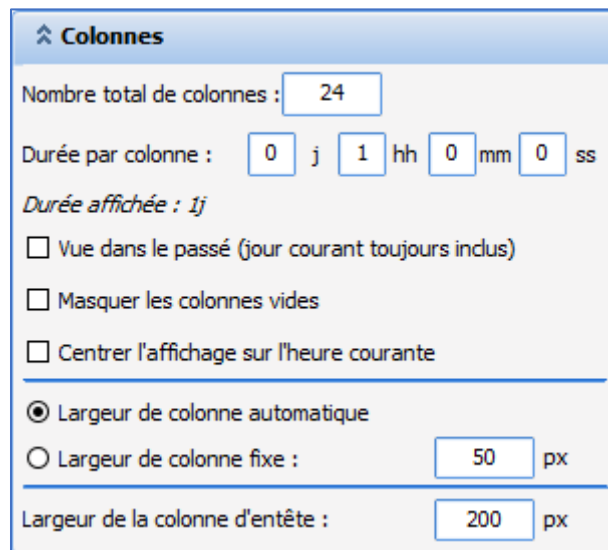 Colonnes
Nombre total de colonnes : 24
Durée par colonne : 0 j 1 hh 0 mm 0 ss
Durée affichée : 1j
Vue dans le passé (jour courant toujours inclus)
Masquer les colonnes vides
Centrer l'affichage sur l'heure courante
Largeur de colonne automatique
Largeur de colonne fixe : 50 px
Largeur de la colonne d'entête : 200 px